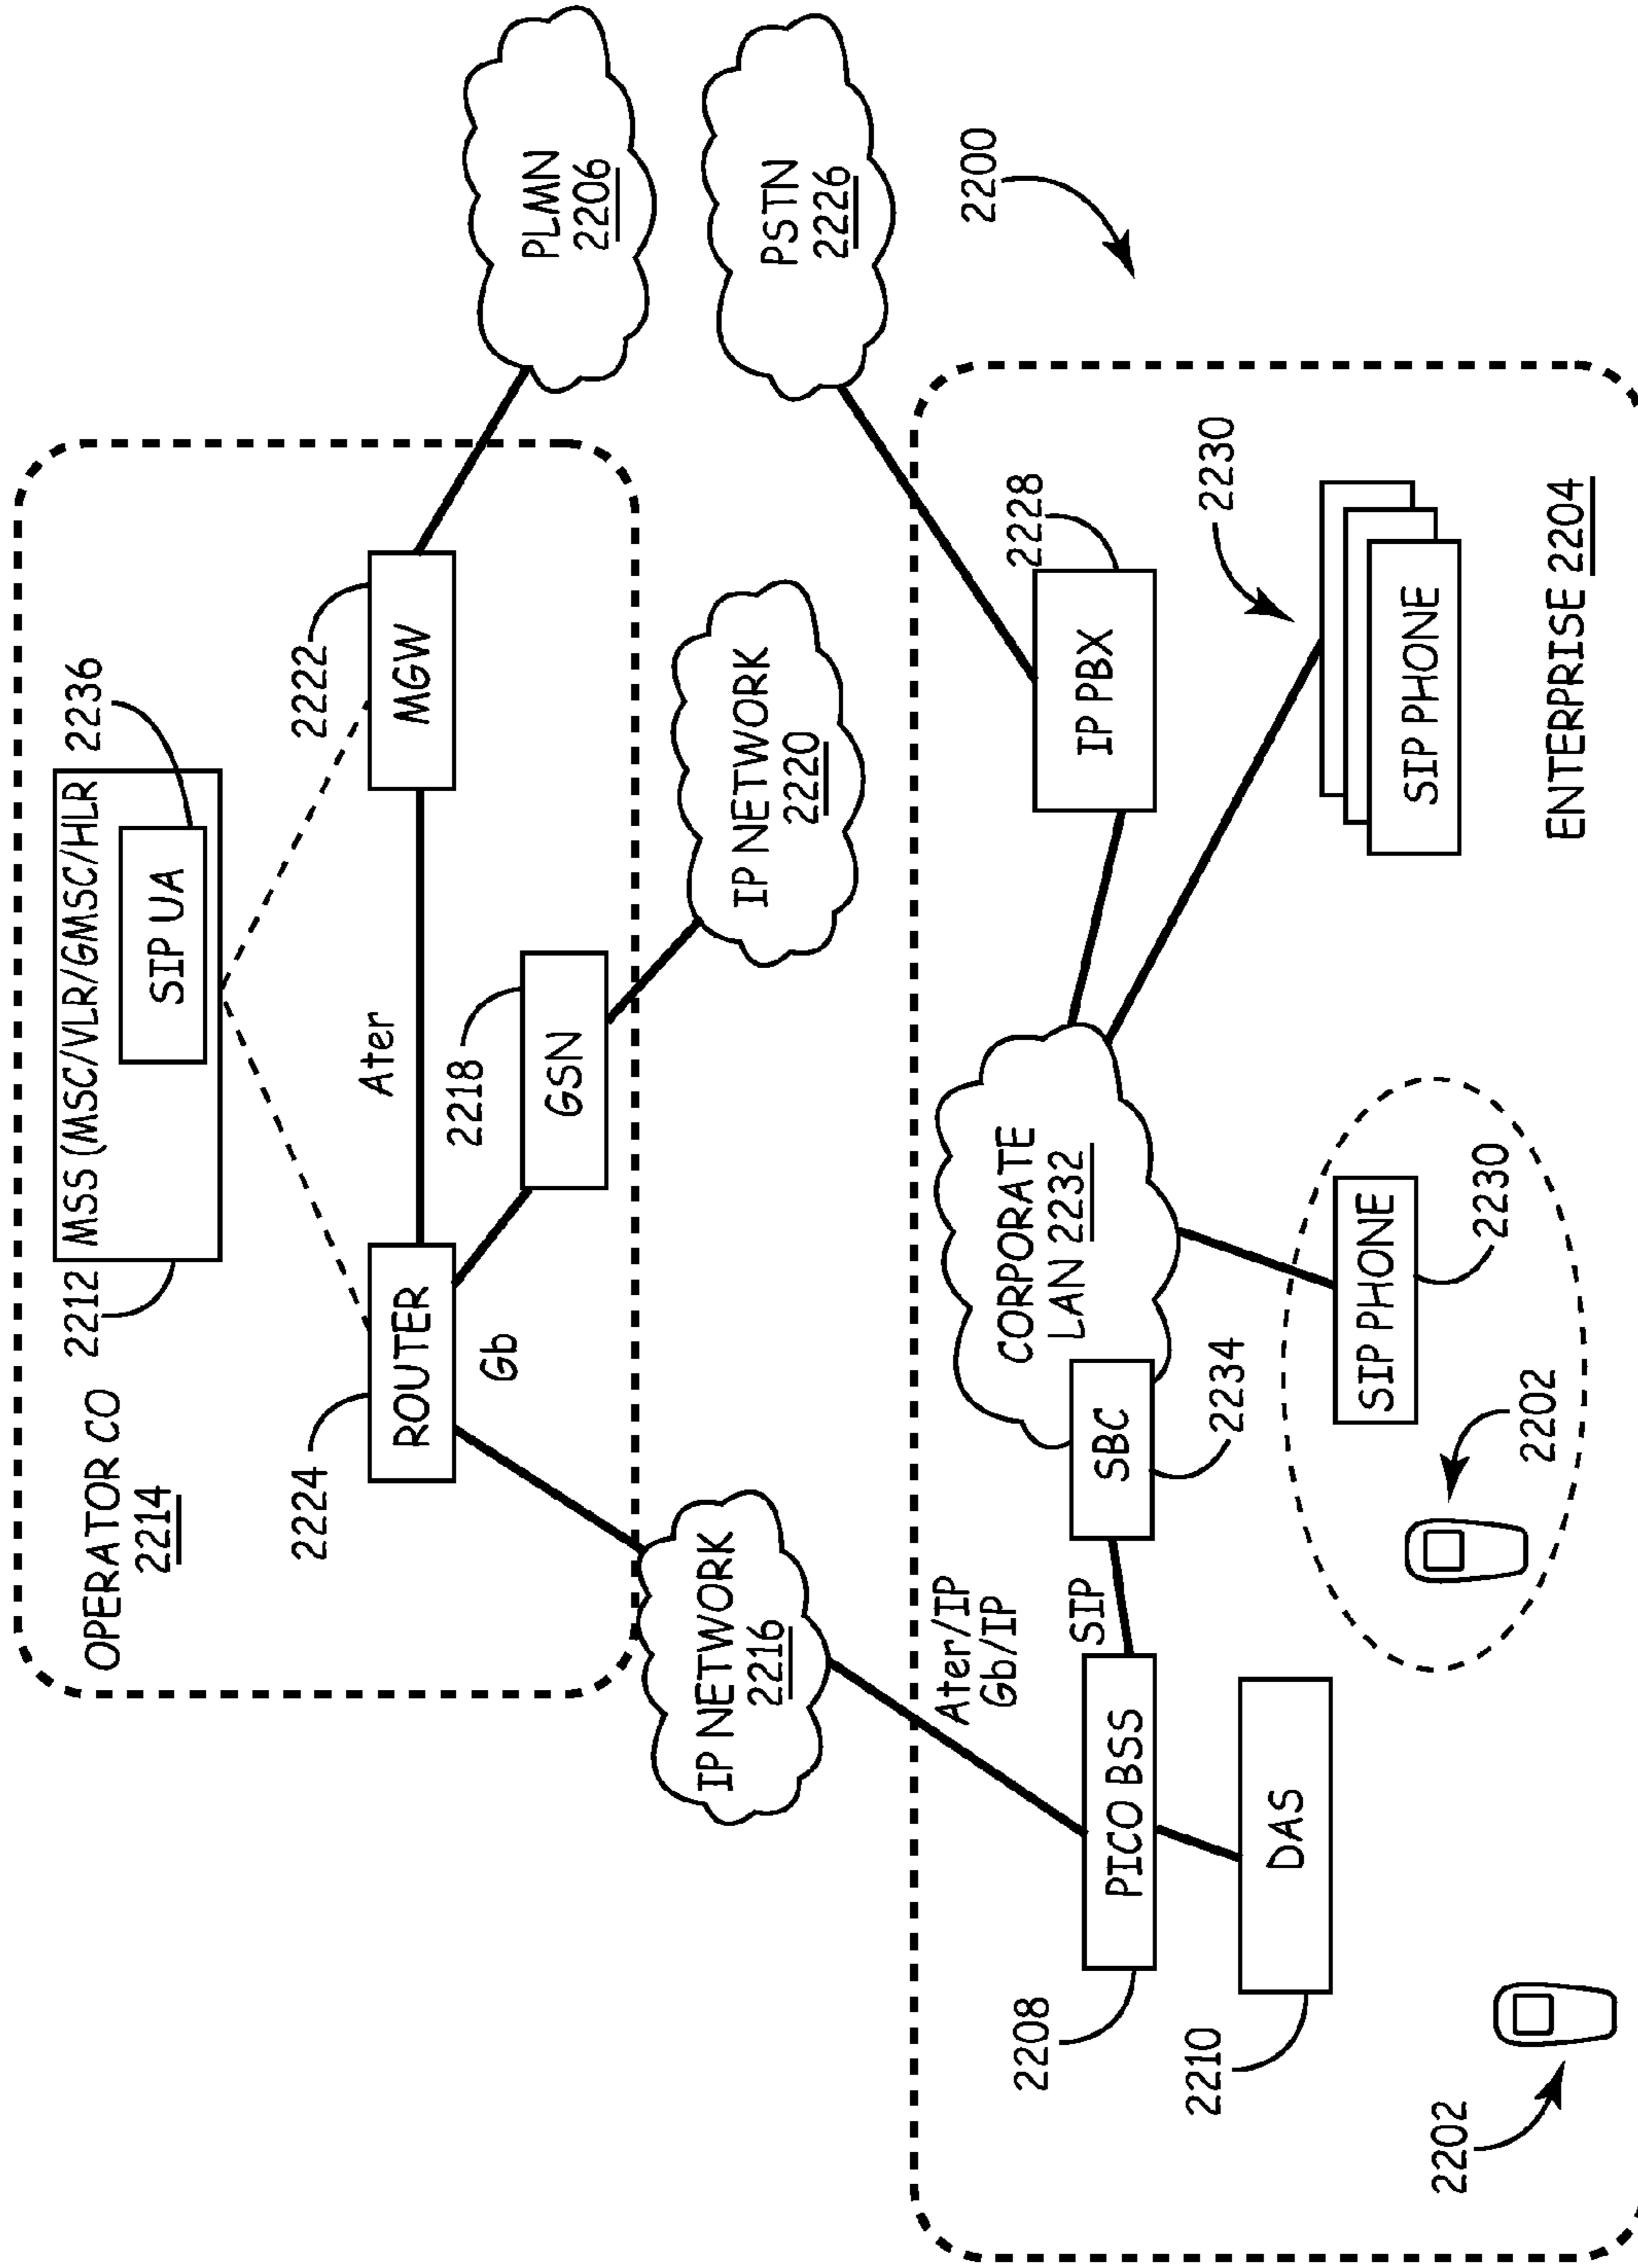 OPERATOR CO
2214
2212
MSS (MSC/VLR/GMSC/HLR
2236
SIP UA
2224
ROUTER
Ater
2222
MGW
Gb
2218
GSN
PLMN
2206
IP NETWORK
2216
IP NETWORK
2220
PSTN
2226
2200
Ater/IP
Gb/IP
SIP
2208
PICO BSS
SBC
2234
CORPORATE
LAN 2232
IP PBX
2228
2210
DAS
SIP PHONE
2230
2230
SIP PHONE
2202
2202
ENTERPRISE 2204